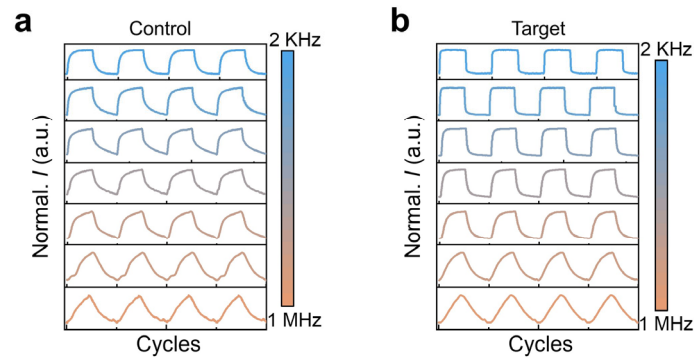 a
Control
2 KHz
Normal. I (a.u.)
1 MHz
Cycles
b
Target
2 KHz
Normal. I (a.u.)
1 MHz
Cycles